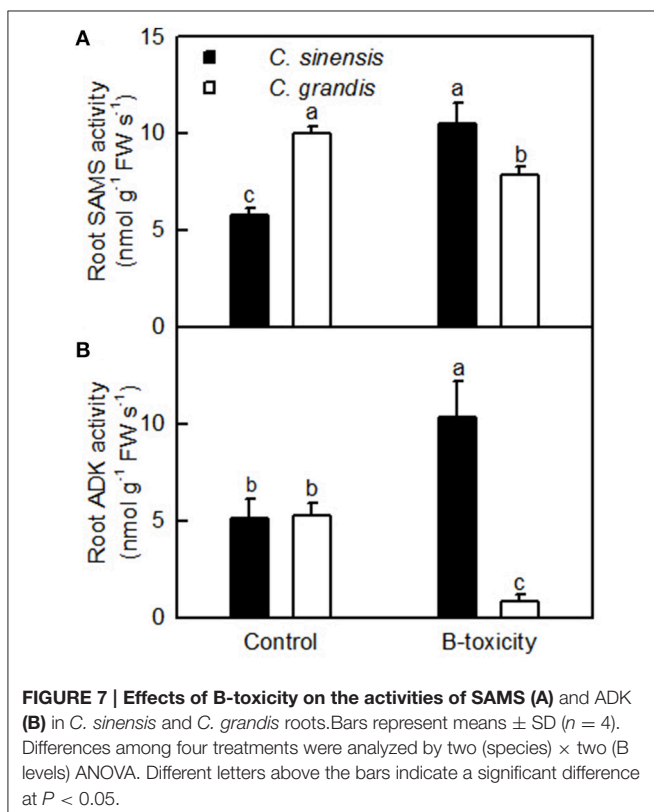 A
15
10
5
0
Root SAMS activity
(nmol g⁻¹ FW s⁻¹)
C. sinensis
C. grandis
c
a
a
b
B
10
5
0
Root ADK activity
(nmol g⁻¹ FW s⁻¹)
b
b
a
c
Control
B-toxicity
FIGURE 7 | Effects of B-toxicity on the activities of SAMS (A) and ADK
(B) in C. sinensis and C. grandis roots.Bars represent means ± SD (n = 4).
Differences among four treatments were analyzed by two (species) × two (B
levels) ANOVA. Different letters above the bars indicate a significant difference
at P < 0.05.